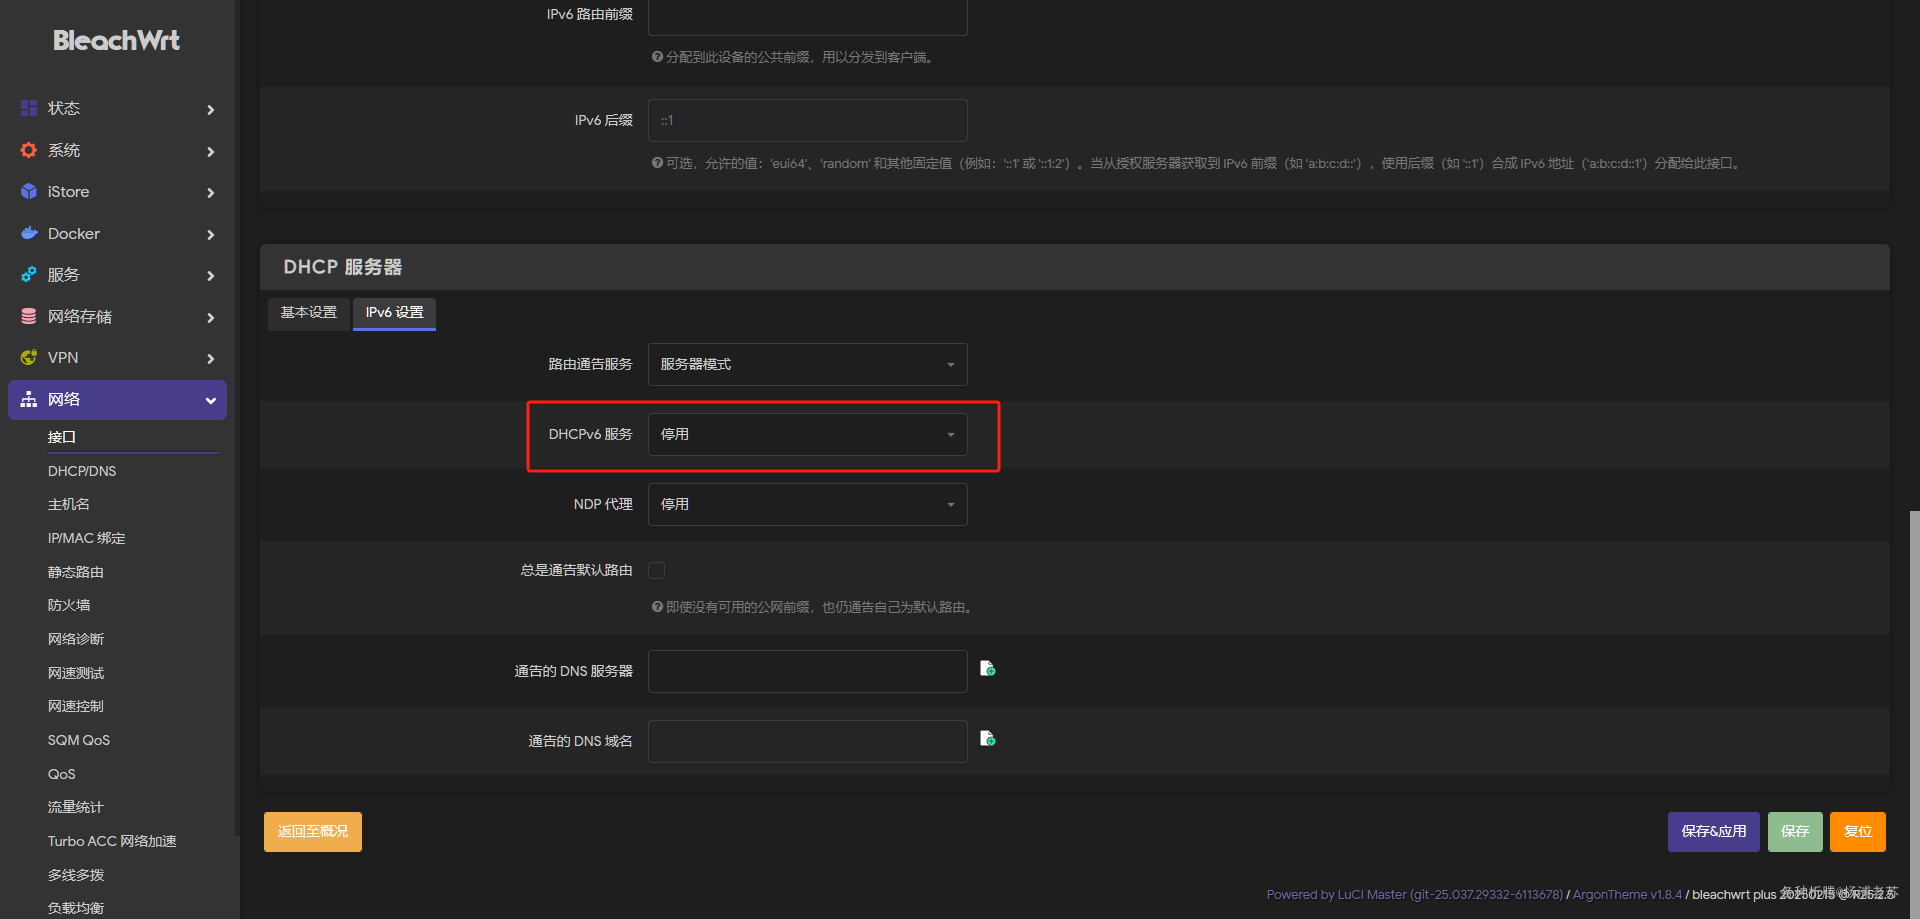 BleachWrt
状态
系统
iStore
Docker
服务
网络存储
VPN
网络
接口
DHCP/DNS
主机名
IP/MAC 绑定
静态路由
防火墙
网络诊断
网速测试
网速控制
SQM QoS
QoS
流量统计
Turbo ACC 网络加速
多线多拨
负载均衡
IPv6 路由前缀
分配到此设备的公共前缀，用以分发到客户端。
IPv6 后缀
::1
可选，允许的值：'eui64'、'random' 和其他固定值（例如：'::1' 或 '::1:2'）。当从授权服务器获取到 IPv6 前缀（如 'a:b:c:d::'），使用后缀（如 '::1'）合成 IPv6 地址（'a:b:c:d::1'）分配给此接口。
DHCP 服务器
基本设置 IPv6 设置
路由通告服务 服务器模式
DHCPv6 服务 停用
NDP 代理 停用
总是通告默认路由
即使没有可用的公网前缀，也仍通告自己为默认路由。
通告的 DNS 服务器
通告的 DNS 域名
返回至概况 保存&应用 保存 复位
Powered by LuCI Master (git-25.037.29332-6113678) / ArgonTheme v1.8.4 / bleachwrt plus